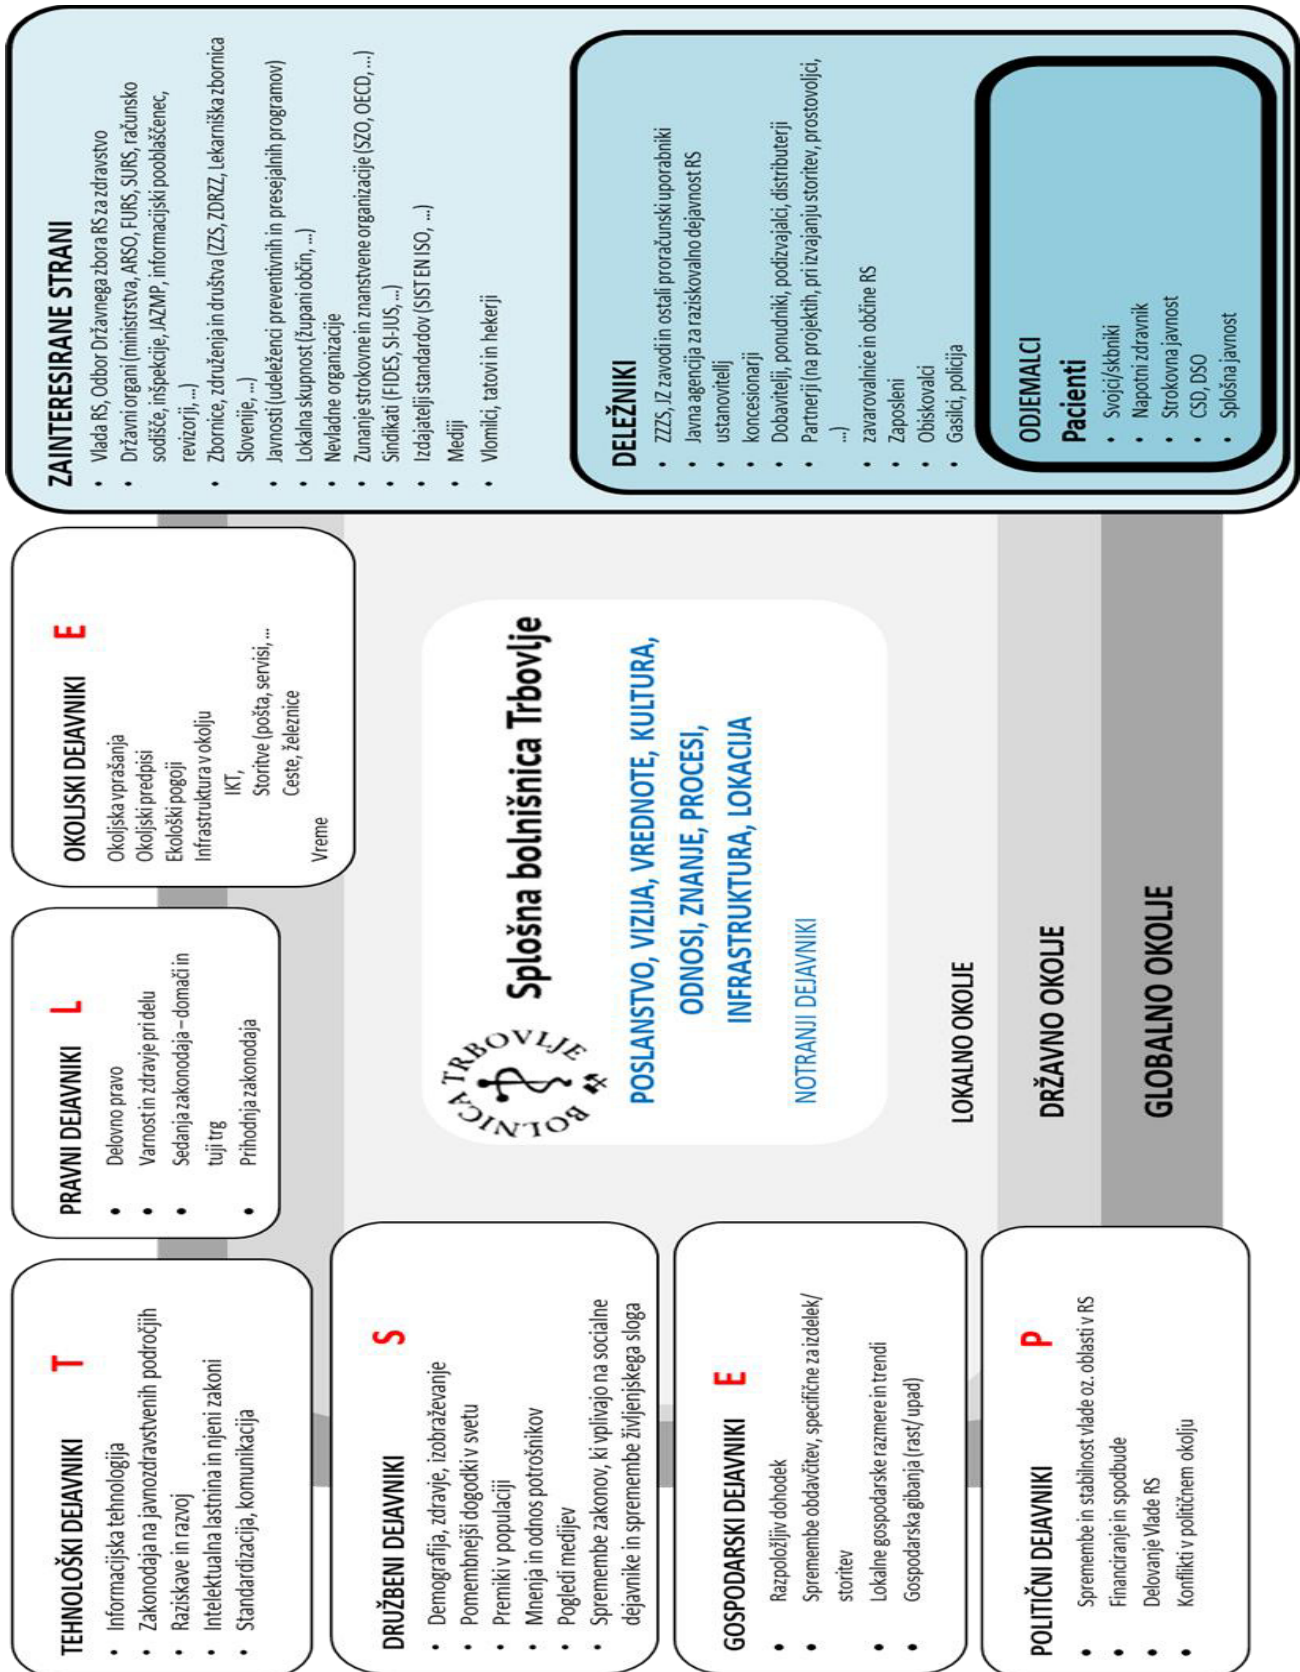 TEHNOLOŠKI DEJAVNIKI T
• Informacijska tehnologija
• Zakonodaja na javnozdravstvenih področjih
• Raziskave in razvoj
• Intelektualna lastnina in njeni zakoni
• Standardizacija, komunikacija
PRAVNI DEJAVNIKI L
• Delovno pravo
• Varnost in zdravje pri delu
• Sedanja zakonodaja – domači in
tuji trg
• Prihodnja zakonodaja
OKOLJSKI DEJAVNIKI E
Okoljska vprašanja
Okoljski predpisi
Ekološki pogoji
Infrastruktura v okolju
IKT,
Storitve (pošta, servisi, ...
Ceste, železnice
Vreme
DRUŽBENI DEJAVNIKI S
• Demografija, zdravje, izobraževanje
• Pomembnejši dogodki v svetu
• Premiki v populaciji
• Mnenja in odnos potrošnikov
• Pogledi medijev
• Spremembe zakonov, ki vplivajo na socialne
dejavnike in spremembe življenjskega sloga
GOSPODARSKI DEJAVNIKI E
• Razpoložljiv dohodek
• Spremembe obdavčitev, specifične za izdelek/
storitev
• Lokalne gospodarske razmere in trendi
• Gospodarska gibanja (rast/ upad)
POLITIČNI DEJAVNIKI P
• Spremembe in stabilnost vlade oz. oblasti v RS
• Financiranje in spodbude
• Delovanje Vlade RS
• Konflikti v političnem okolju
BOLNICA TRBOVLJE
Splošna bolnišnica Trbovlje
POSLANSTVO, VIZIJA, VREDNOTE, KULTURA,
ODNOSI, ZNANJE, PROCESI,
INFRASTRUKTURA, LOKACIJA
NOTRANJI DEJAVNIKI
LOKALNO OKOLJE
DRŽAVNO OKOLJE
GLOBALNO OKOLJE
ZAINTERESIRANE STRANI
• Vlada RS, Odbor Državnega zbora RS za zdravstvo
• Državni organi (ministrstva, ARSO, FURS, SURS, računsko
sodišče, inšpekcije, JAZMP, informacijski pooblaščenec,
revizorji, ...)
• Zbornice, združenja in društva (ZZS, ZDRZZ, Lekarniška zbornica
Slovenije, ...)
• Javnosti (udeleženci preventivnih in presejalnih programov)
• Lokalna skupnost (župani občin, ...)
• Nevladne organizacije
• Zunanje strokovne in znanstvene organizacije (SZO, OECD, ...)
• Sindikati (FIDES, SI-JUS, ...)
• Izdajatelji standardov (SIST EN ISO, ...)
• Mediji
• Vlomilci, tatovi in hekerji
DELEŽNIKI
• ZZZS, JZ zavodi in ostali proračunski uporabniki
• Javna agencija za raziskovalno dejavnost RS
• ustanovitelj
• koncesionarji
• Dobavitelji, ponudniki, podizvajalci, distributerji
• Partnerji (na projektih, pri izvajanju storitev, prostovoljci,
...)
• zavarovalnice in občine RS
• Zaposleni
• Obiskovalci
• Gasilci, policija
ODJEMALCI
Pacienti
• Svojci/skbniki
• Napotni zdravnik
• Strokovna javnost
• CSD, DSO
• Splošna javnost